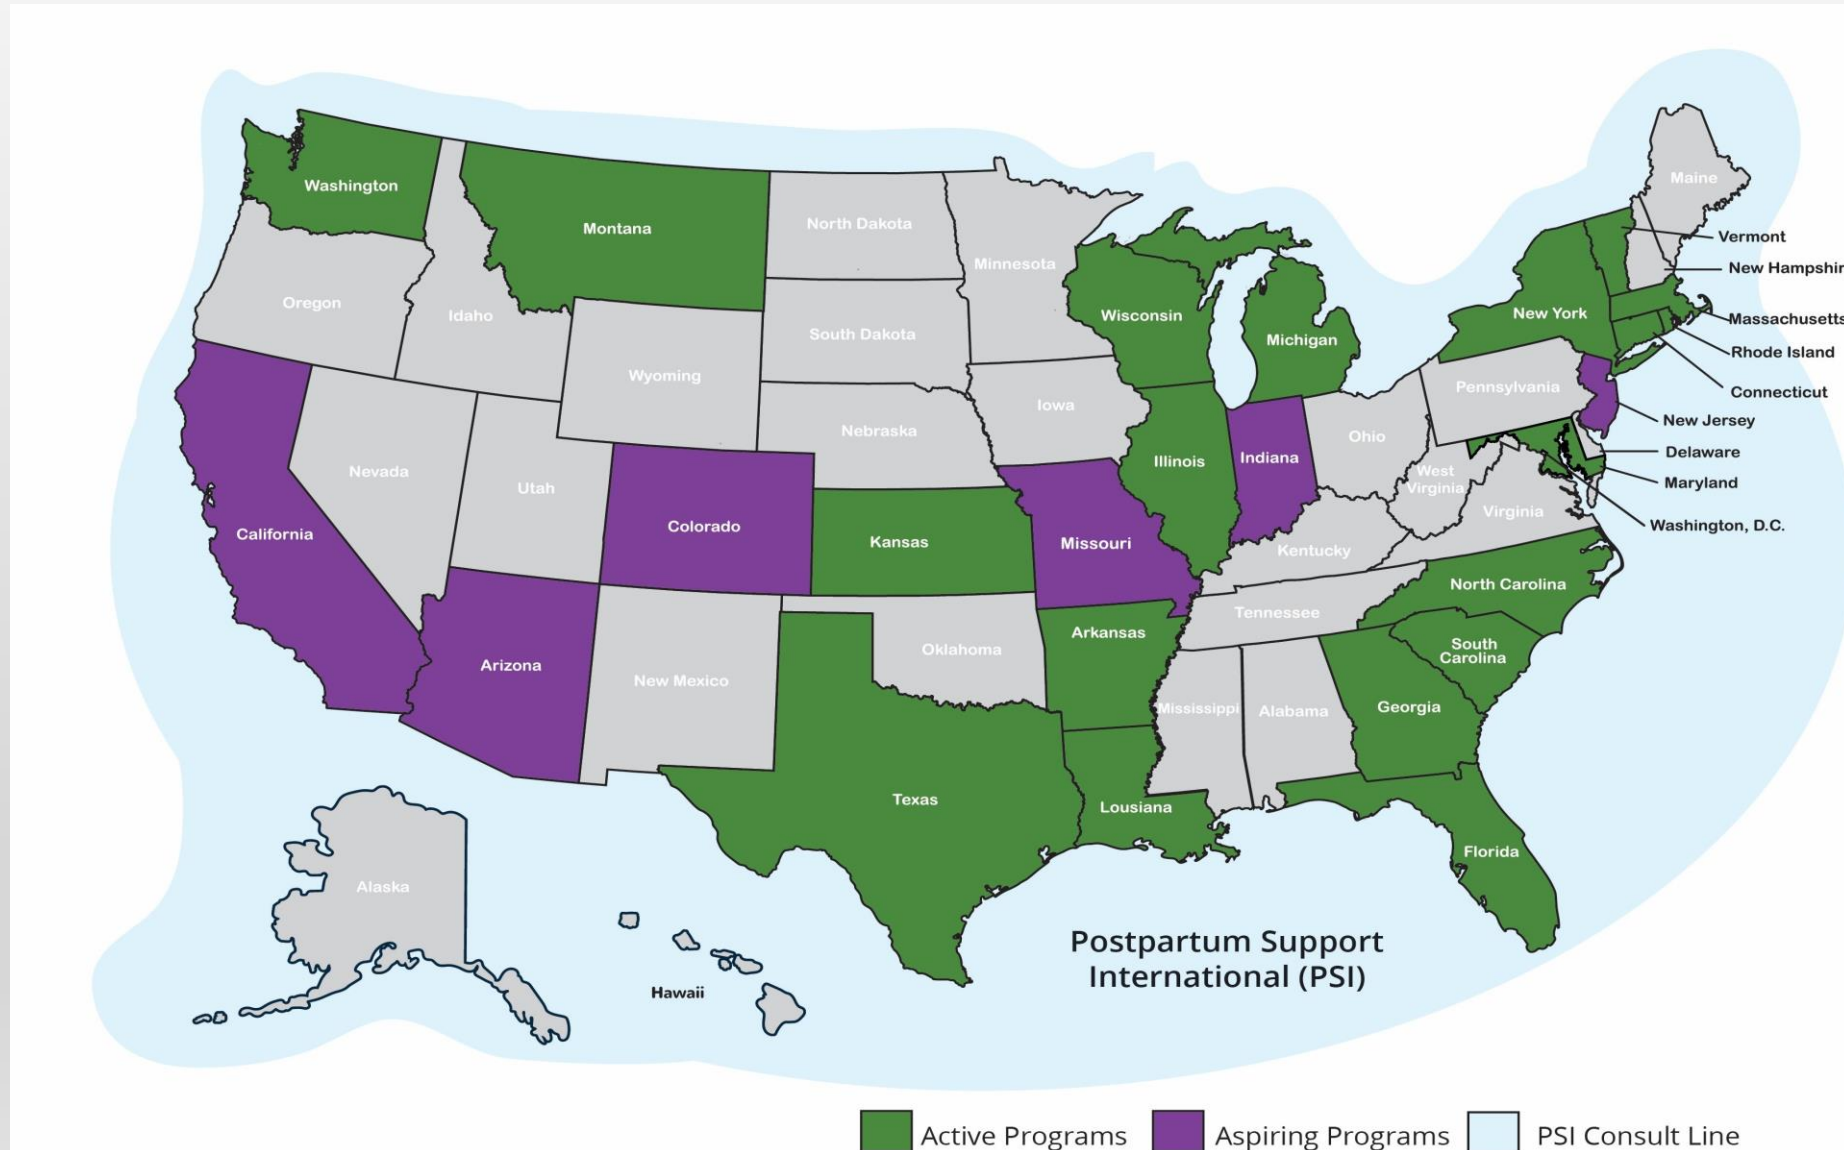 Maine
Washington
Montana
North Dakota
Minnesota
Vermont
New Hampshir
Oregon
Idaho
South Dakota
Wisconsin
Michigan
New York
Massachusetts
Rhode Island
Wyoming
Pennsylvania
Connecticut
Iowa
Nebraska
Ohio
New Jersey
Delaware
Nevada
Utah
Illinois
Indiana
West
Virginia
Maryland
Virginia
Washington, D.C.
California
Colorado
Kansas
Missouri
Kentucky
North Carolina
Tennessee
Arizona
New Mexico
Oklahoma
Arkansas
South
Carolina
Mississippi
Alabama
Georgia
Texas
Lousiana
Florida
Alaska
Hawaii
Postpartum Support
International (PSI)
Active Programs
Aspiring Programs
PSI Consult Line